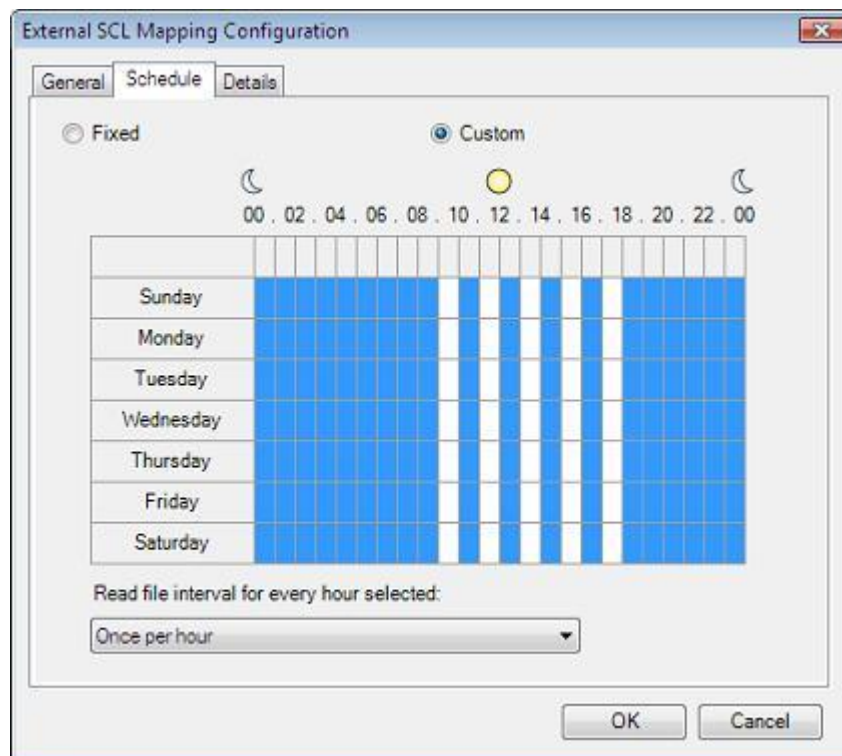 External SCL Mapping Configuration
General Schedule Details
Fixed Custom
00 . 02 . 04 . 06 . 08 . 10 . 12 . 14 . 16 . 18 . 20 . 22 . 00
Sunday
Monday
Tuesday
Wednesday
Thursday
Friday
Saturday
Read file interval for every hour selected:
Once per hour
OK Cancel